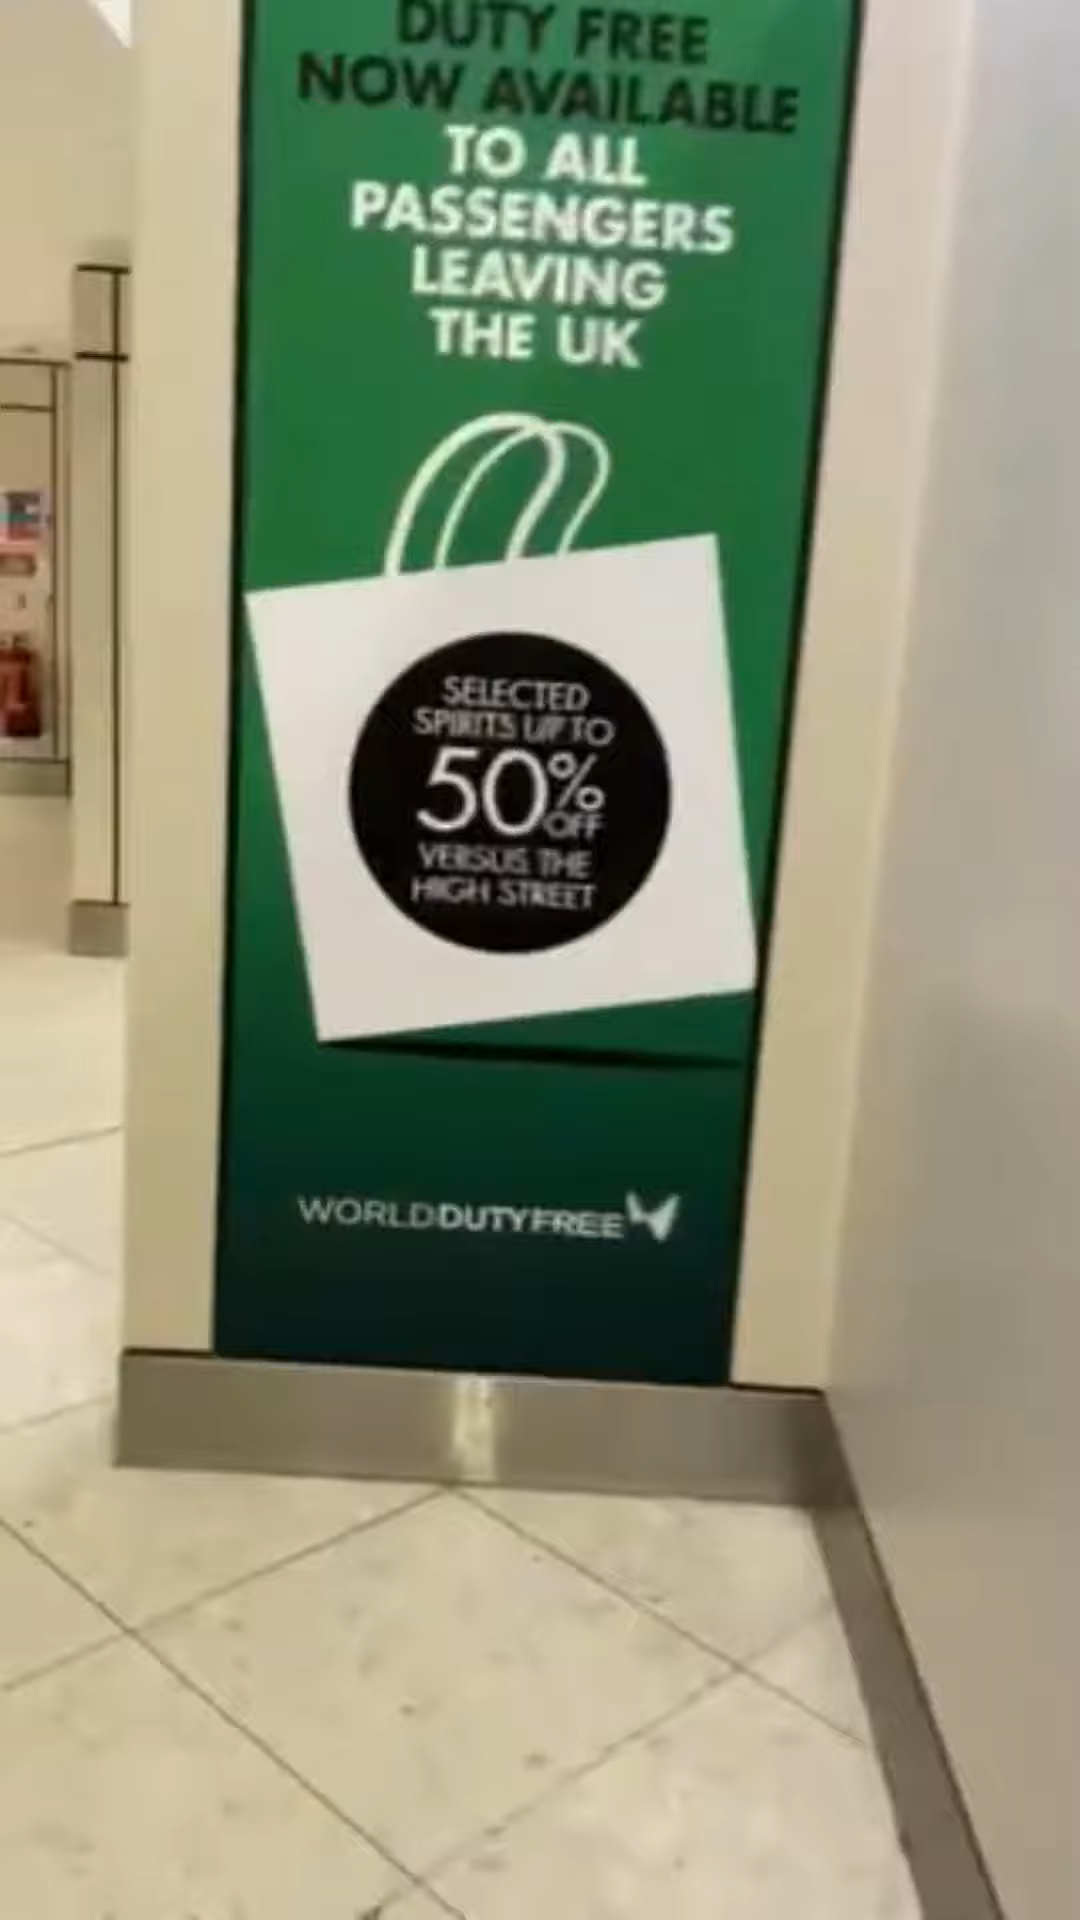 DUTY FREE
NOW AVAILABLE
TO ALL
PASSENGERS
LEAVING
THE UK
SELECTED
SPIRITS UP TO
50%
OFF
VERSUS THE
HIGH STREET
WORLDDUTYFREE